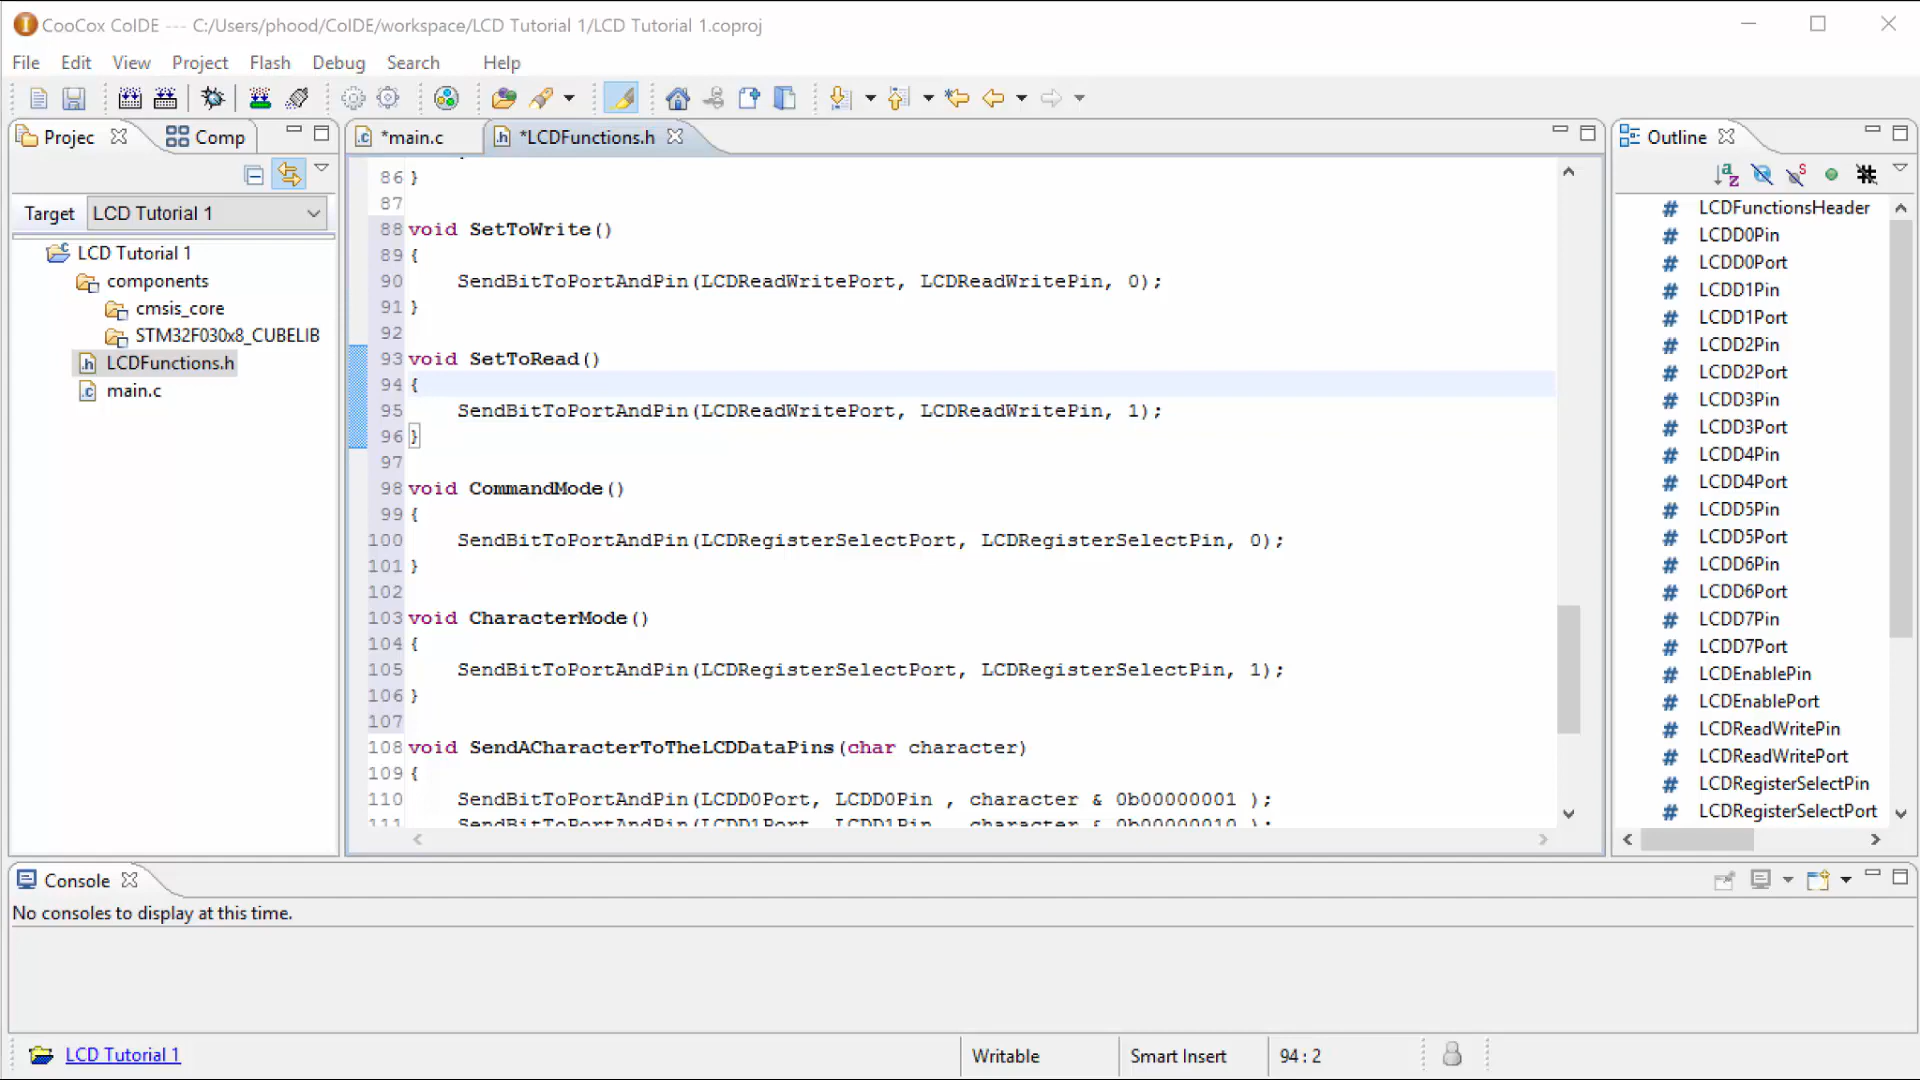 CooCox CoIDE --- C:/Users/phood/CoIDE/workspace/LCD Tutorial 1/LCD Tutorial 1.coproj
File Edit View Project Flash Debug Search Help
Projec Comp
Target LCD Tutorial 1
LCD Tutorial 1
components
cmsis_core
STM32F030x8_CUBELIB
LCDFunctions.h
main.c
*main.c *LCDFunctions.h
86 }
87
88 void SetToWrite()
89 {
90 SendBitToPortAndPin(LCDReadWritePort, LCDReadWritePin, 0);
91 }
92
93 void SetToRead()
94 {
95 SendBitToPortAndPin(LCDReadWritePort, LCDReadWritePin, 1);
96 }
97
98 void CommandMode()
99 {
100 SendBitToPortAndPin(LCDRegisterSelectPort, LCDRegisterSelectPin, 0);
101 }
102
103 void CharacterMode()
104 {
105 SendBitToPortAndPin(LCDRegisterSelectPort, LCDRegisterSelectPin, 1);
106 }
107
108 void SendACharacterToTheLCDDataPins(char character)
109 {
110 SendBitToPortAndPin(LCDD0Port, LCDD0Pin , character & 0b00000001 );
111 SendBitToPortAndPin(LCDD1Port, LCDD1Pin , character & 0b00000010 );
Outline
LCDFunctionsHeader
LCDD0Pin
LCDD0Port
LCDD1Pin
LCDD1Port
LCDD2Pin
LCDD2Port
LCDD3Pin
LCDD3Port
LCDD4Pin
LCDD4Port
LCDD5Pin
LCDD5Port
LCDD6Pin
LCDD6Port
LCDD7Pin
LCDD7Port
LCDEnablePin
LCDEnablePort
LCDReadWritePin
LCDReadWritePort
LCDRegisterSelectPin
LCDRegisterSelectPort
Console
No consoles to display at this time.
LCD Tutorial 1 Writable Smart Insert 94 : 2